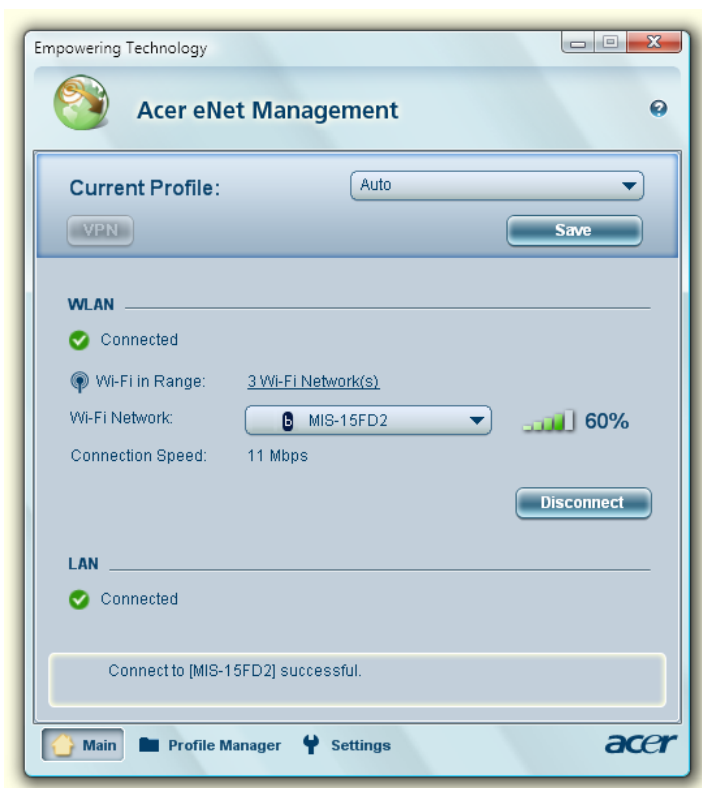 Empowering Technology
Acer eNet Management
Current Profile:
Auto
VPN
Save
WLAN
Connected
Wi-Fi in Range:
3 Wi-Fi Network(s)
Wi-Fi Network:
b MIS-15FD2
60%
Connection Speed:
11 Mbps
Disconnect
LAN
Connected
Connect to [MIS-15FD2] successful.
Main
Profile Manager
Settings
acer